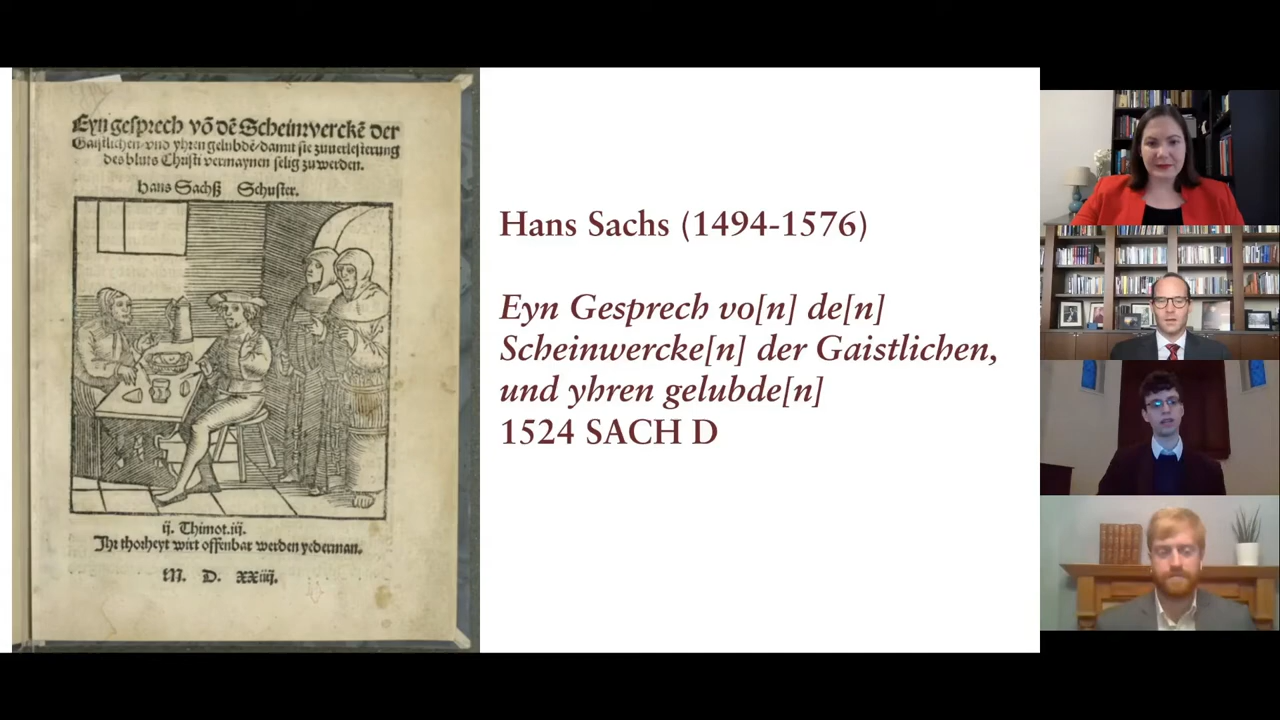 Eyn gesprech võ dẽ Scheinwerckẽ der
Gaistlichen/ vnd yhren gelubdẽ/ damit sie zuuerlesterung
des bluts Christi vermaynen selig zu werden.
Hans Sachß Schuster.
ij. Thimot. iij.
Ihr thorheyt wirt offenbar werden yederman.
M. D. xxiiij.
Hans Sachs (1494-1576)
Eyn Gesprech vo[n] de[n]
Scheinwercke[n] der Gaistlichen,
und yhren gelubde[n]
1524 SACH D